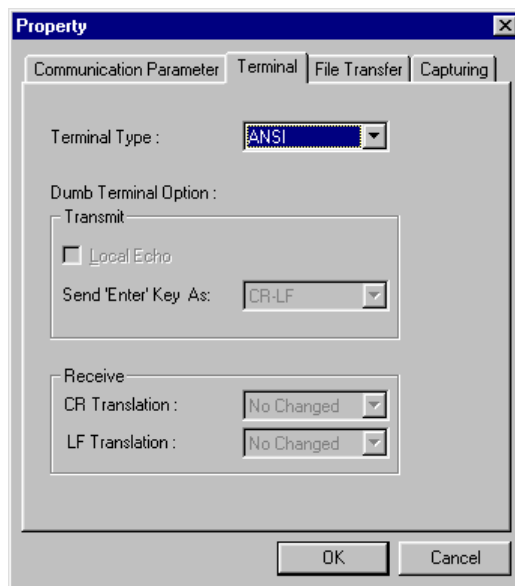 Property
Communication Parameter Terminal File Transfer Capturing
Terminal Type : ANSI
Dumb Terminal Option :
Transmit
Local Echo
Send 'Enter' Key As: CR-LF
Receive
CR Translation : No Changed
LF Translation : No Changed
OK Cancel